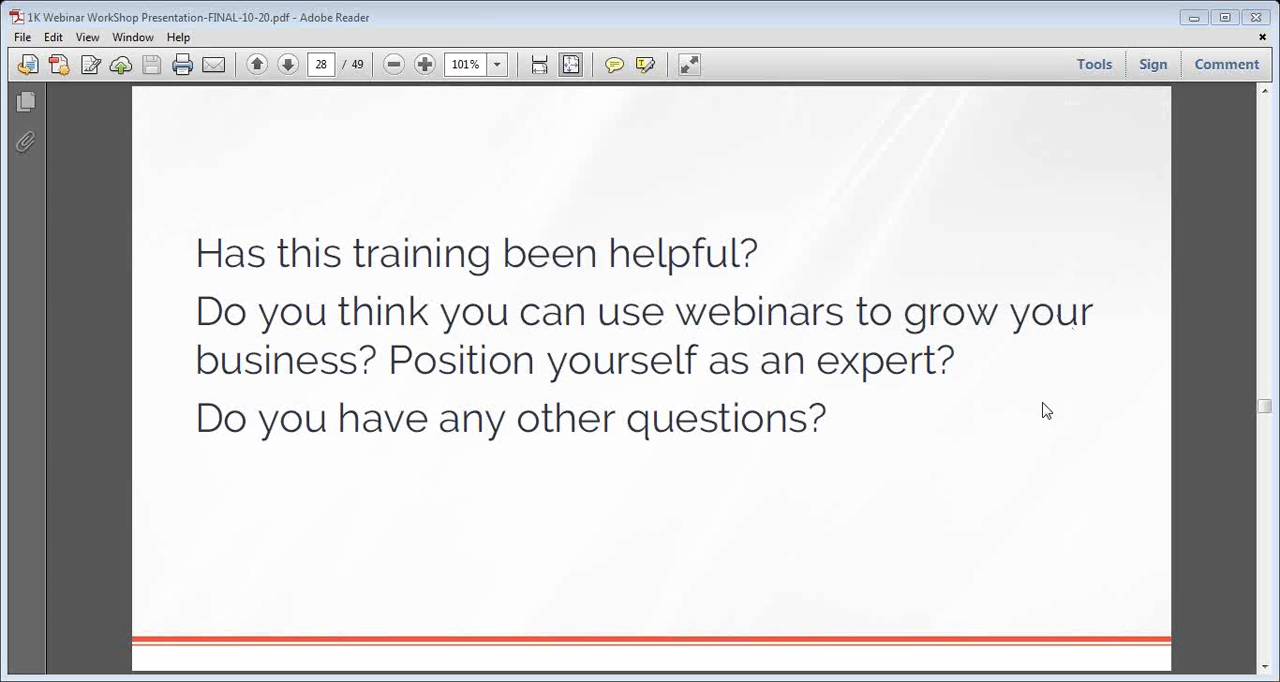 1K Webinar WorkShop Presentation-FINAL-10-20.pdf - Adobe Reader
File Edit View Window Help
28 / 49 101% Tools Sign Comment
Has this training been helpful?
Do you think you can use webinars to grow your
business? Position yourself as an expert?
Do you have any other questions?